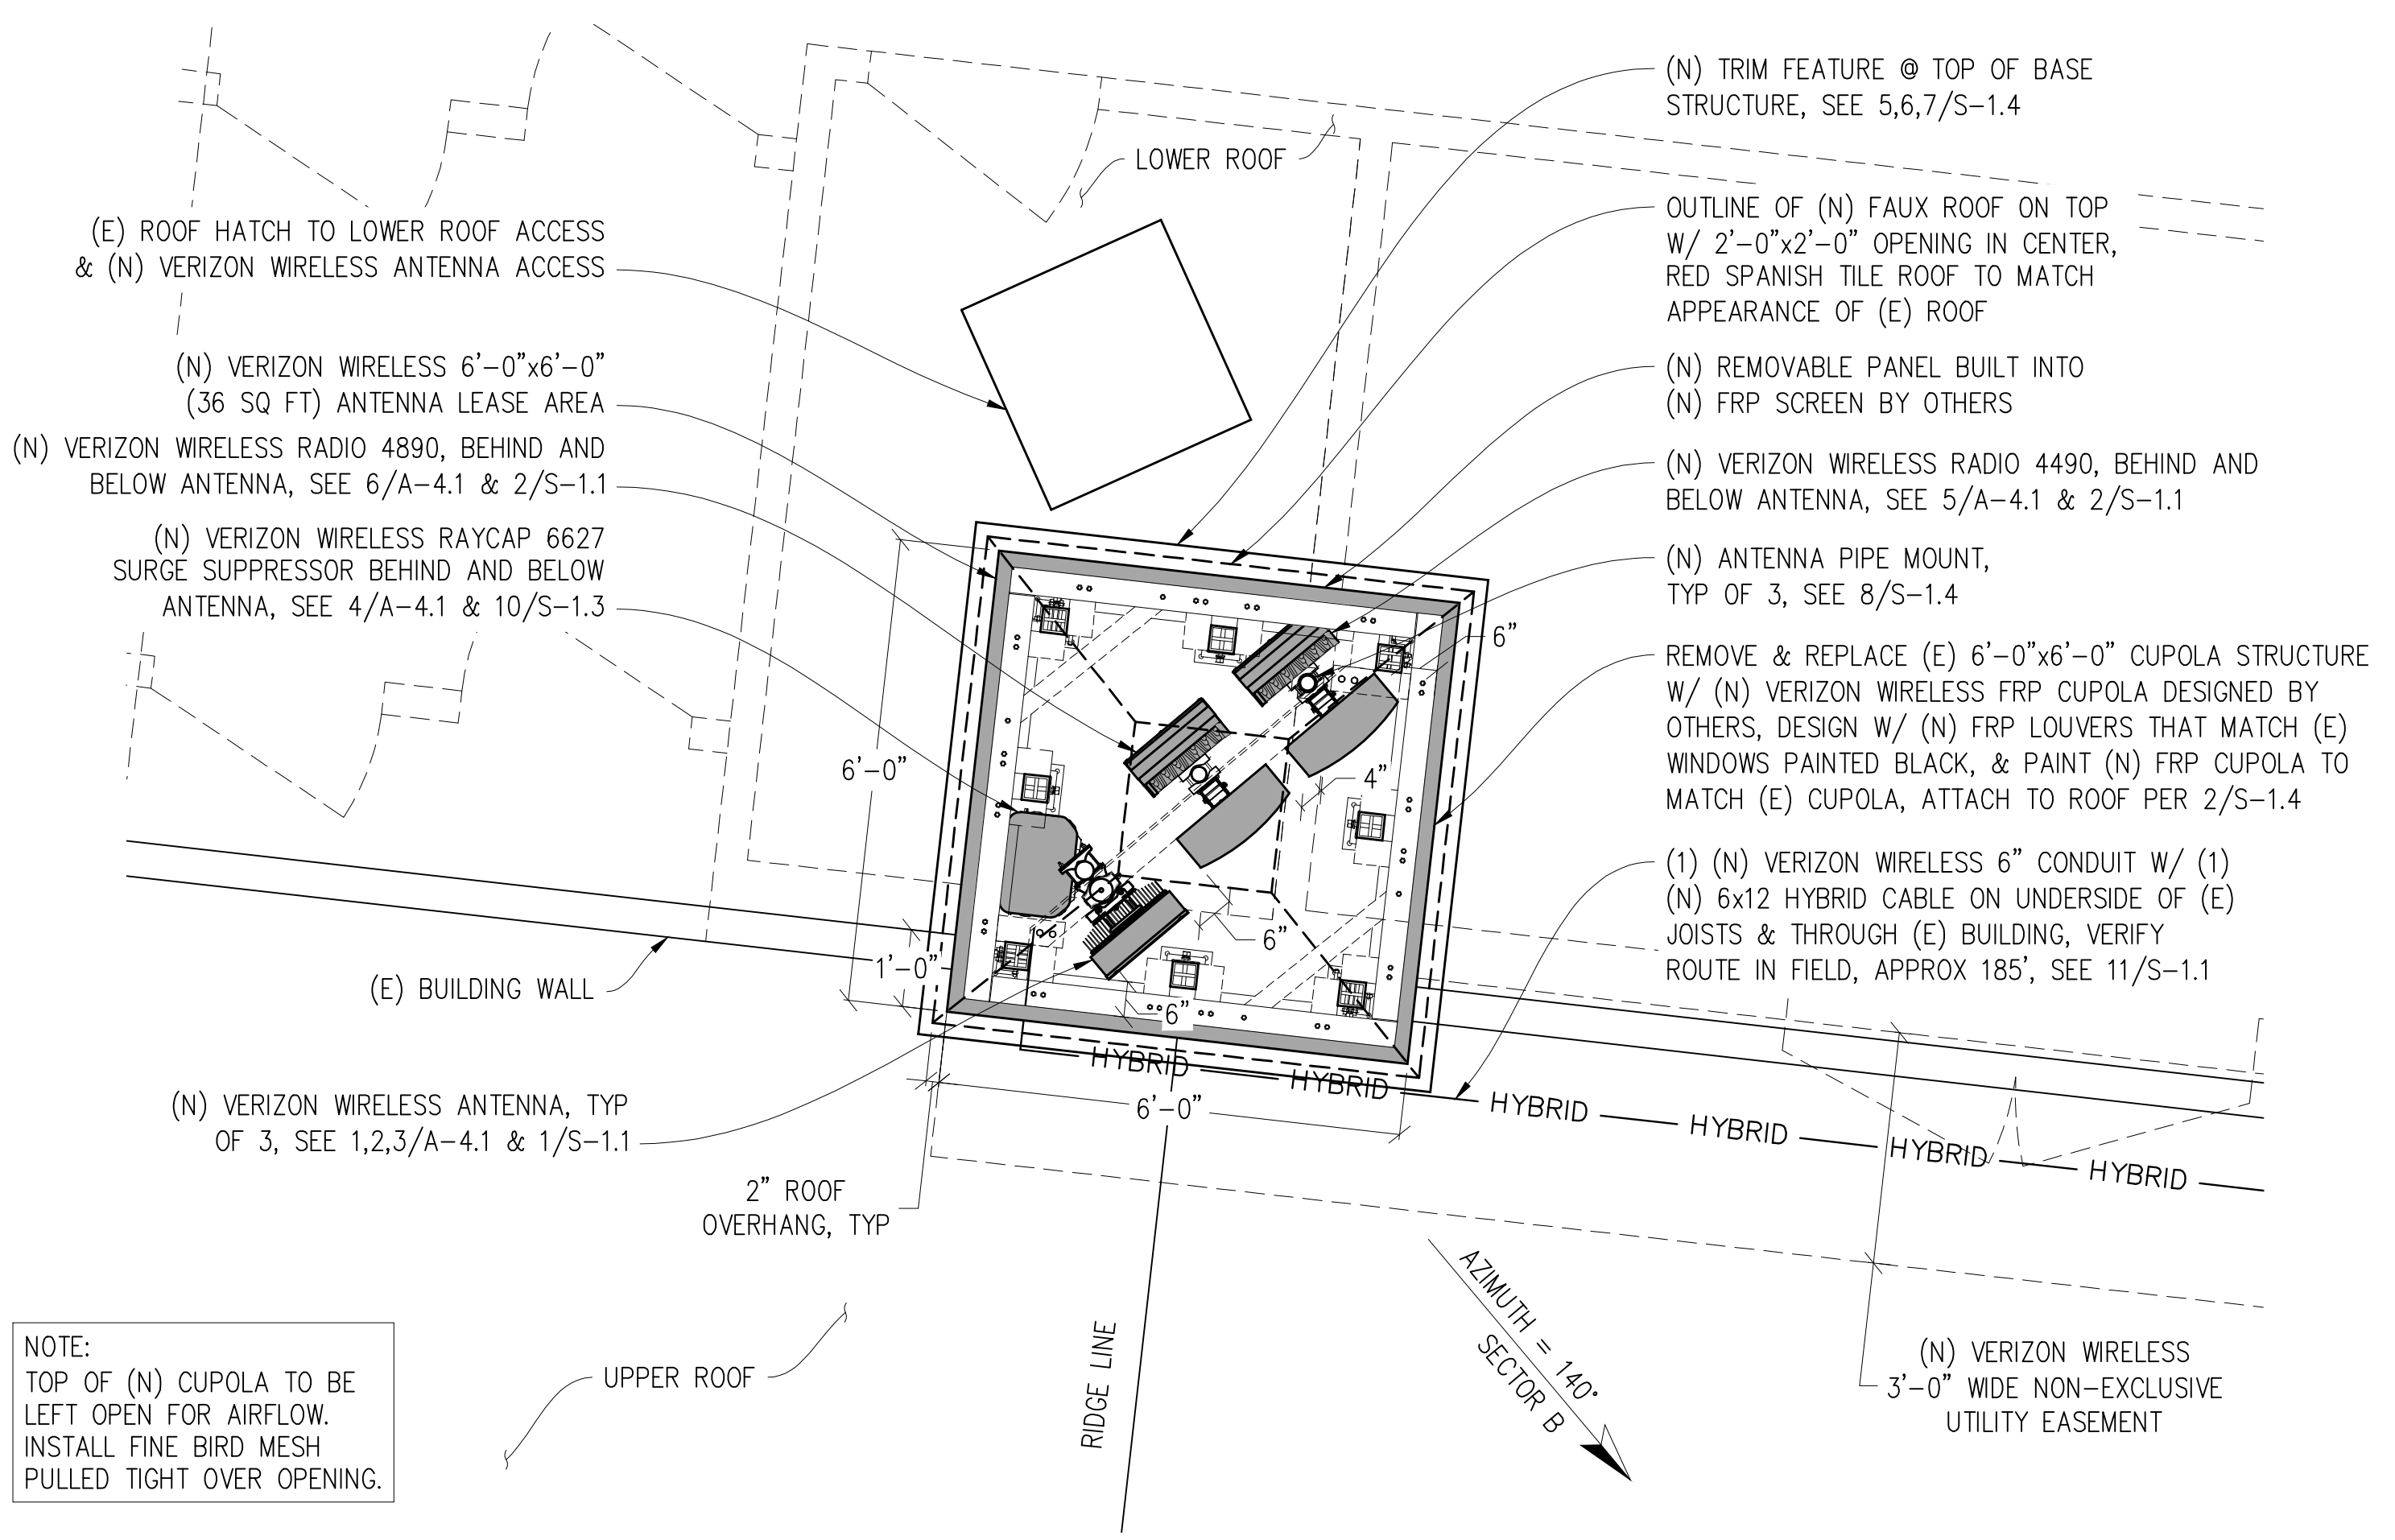 (N) TRIM FEATURE @ TOP OF BASE
STRUCTURE, SEE 5,6,7/S-1.4
LOWER ROOF
OUTLINE OF (N) FAUX ROOF ON TOP
W/ 2'-0"x2'-0" OPENING IN CENTER,
RED SPANISH TILE ROOF TO MATCH
APPEARANCE OF (E) ROOF
(E) ROOF HATCH TO LOWER ROOF ACCESS
& (N) VERIZON WIRELESS ANTENNA ACCESS
(N) VERIZON WIRELESS 6'-0"x6'-0"
(36 SQ FT) ANTENNA LEASE AREA
(N) REMOVABLE PANEL BUILT INTO
(N) FRP SCREEN BY OTHERS
(N) VERIZON WIRELESS RADIO 4890, BEHIND AND
BELOW ANTENNA, SEE 6/A-4.1 & 2/S-1.1
(N) VERIZON WIRELESS RADIO 4490, BEHIND AND
BELOW ANTENNA, SEE 5/A-4.1 & 2/S-1.1
(N) VERIZON WIRELESS RAYCAP 6627
SURGE SUPPRESSOR BEHIND AND BELOW
ANTENNA, SEE 4/A-4.1 & 10/S-1.3
(N) ANTENNA PIPE MOUNT,
TYP OF 3, SEE 8/S-1.4
6"
REMOVE & REPLACE (E) 6'-0"x6'-0" CUPOLA STRUCTURE
W/ (N) VERIZON WIRELESS FRP CUPOLA DESIGNED BY
OTHERS, DESIGN W/ (N) FRP LOUVERS THAT MATCH (E)
WINDOWS PAINTED BLACK, & PAINT (N) FRP CUPOLA TO
MATCH (E) CUPOLA, ATTACH TO ROOF PER 2/S-1.4
6'-0"
4"
(1) (N) VERIZON WIRELESS 6" CONDUIT W/ (1)
(N) 6x12 HYBRID CABLE ON UNDERSIDE OF (E)
JOISTS & THROUGH (E) BUILDING, VERIFY
ROUTE IN FIELD, APPROX 185', SEE 11/S-1.1
6"
1'-0"
(E) BUILDING WALL
6"
HYBRID
HYBRID
HYBRID
HYBRID
HYBRID
HYBRID
6'-0"
(N) VERIZON WIRELESS ANTENNA, TYP
OF 3, SEE 1,2,3/A-4.1 & 1/S-1.1
2" ROOF
OVERHANG, TYP
AZIMUTH = 140°
SECTOR B
RIDGE LINE
UPPER ROOF
(N) VERIZON WIRELESS
3'-0" WIDE NON-EXCLUSIVE
UTILITY EASEMENT
NOTE:
TOP OF (N) CUPOLA TO BE
LEFT OPEN FOR AIRFLOW.
INSTALL FINE BIRD MESH
PULLED TIGHT OVER OPENING.